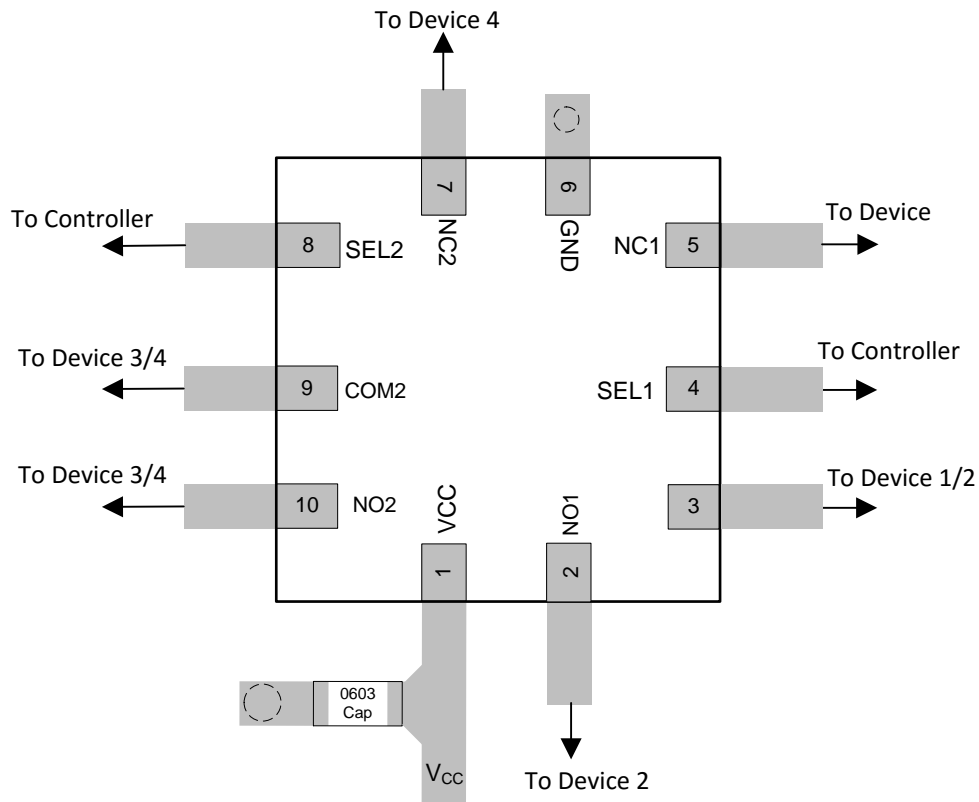 To Device 4
7
NC2
6
GND
To Controller
8
SEL2
NC1
5
To Device
To Device 3/4
9
COM2
SEL1
4
To Controller
To Device 3/4
10
NO2
VCC
1
NO1
2
3
To Device 1/2
0603
Cap
VCC
To Device 2